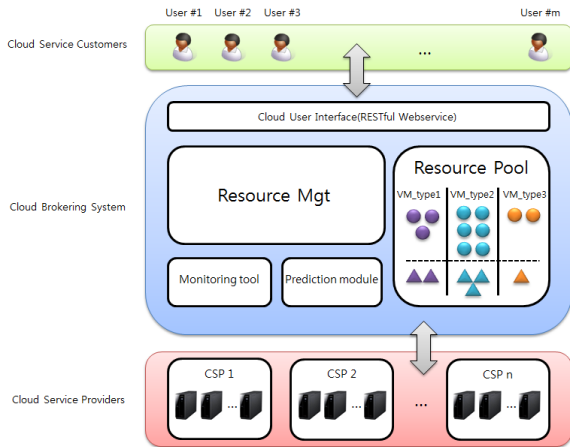 User #1
User #2
User #3
User #m
Cloud Service Customers
...
Cloud User Interface(RESTful Webservice)
Resource Mgt
Resource Pool
VM_type1
VM_type2
VM_type3
Cloud Brokering System
Monitoring tool
Prediction module
CSP 1
CSP 2
CSP n
Cloud Service Providers
...
...
...
...